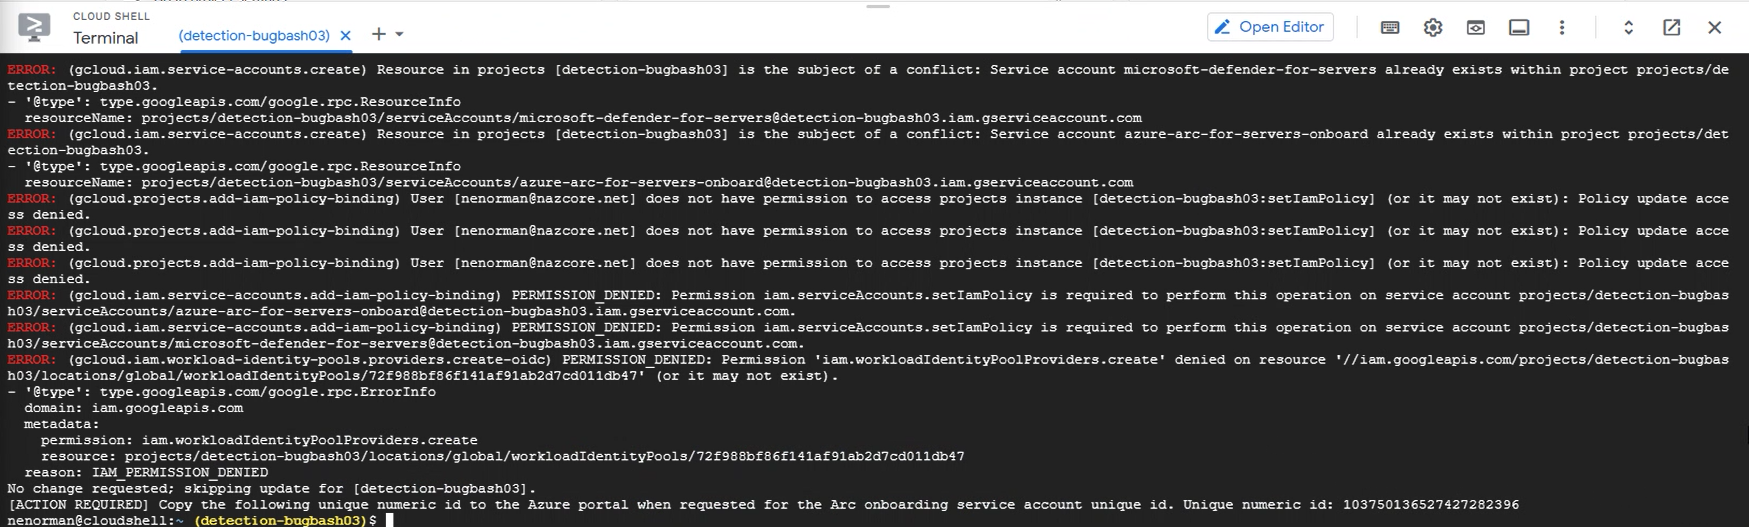 CLOUD SHELL
Terminal
(detection-bugbash03)
Open Editor
ERROR: (gcloud.iam.service-accounts.create) Resource in projects [detection-bugbash03] is the subject of a conflict: Service account microsoft-defender-for-servers already exists within project projects/de
tection-bugbash03.
- '@type': type.googleapis.com/google.rpc.ResourceInfo
resourceName: projects/detection-bugbash03/serviceAccounts/microsoft-defender-for-servers@detection-bugbash03.iam.gserviceaccount.com
ERROR: (gcloud.iam.service-accounts.create) Resource in projects [detection-bugbash03] is the subject of a conflict: Service account azure-arc-for-servers-onboard already exists within project projects/det
ection-bugbash03.
- '@type': type.googleapis.com/google.rpc.ResourceInfo
resourceName: projects/detection-bugbash03/serviceAccounts/azure-arc-for-servers-onboard@detection-bugbash03.iam.gserviceaccount.com
ERROR: (gcloud.projects.add-iam-policy-binding) User [nenorman@nazcore.net] does not have permission to access projects instance [detection-bugbash03:setIamPolicy] (or it may not exist): Policy update acce
ss denied.
ERROR: (gcloud.projects.add-iam-policy-binding) User [nenorman@nazcore.net] does not have permission to access projects instance [detection-bugbash03:setIamPolicy] (or it may not exist): Policy update acce
ss denied.
ERROR: (gcloud.projects.add-iam-policy-binding) User [nenorman@nazcore.net] does not have permission to access projects instance [detection-bugbash03:setIamPolicy] (or it may not exist): Policy update acce
ss denied.
ERROR: (gcloud.iam.service-accounts.add-iam-policy-binding) PERMISSION_DENIED: Permission iam.serviceAccounts.setIamPolicy is required to perform this operation on service account projects/detection-bugbas
h03/serviceAccounts/azure-arc-for-servers-onboard@detection-bugbash03.iam.gserviceaccount.com.
ERROR: (gcloud.iam.service-accounts.add-iam-policy-binding) PERMISSION_DENIED: Permission iam.serviceAccounts.setIamPolicy is required to perform this operation on service account projects/detection-bugbas
h03/serviceAccounts/microsoft-defender-for-servers@detection-bugbash03.iam.gserviceaccount.com.
ERROR: (gcloud.iam.workload-identity-pools.providers.create-oidc) PERMISSION_DENIED: Permission 'iam.workloadIdentityPoolProviders.create' denied on resource '//iam.googleapis.com/projects/detection-bugbas
h03/locations/global/workloadIdentityPools/72f988bf86f141af91ab2d7cd011db47' (or it may not exist).
- '@type': type.googleapis.com/google.rpc.ErrorInfo
domain: iam.googleapis.com
metadata:
permission: iam.workloadIdentityPoolProviders.create
resource: projects/detection-bugbash03/locations/global/workloadIdentityPools/72f988bf86f141af91ab2d7cd011db47
reason: IAM_PERMISSION_DENIED
No change requested; skipping update for [detection-bugbash03].
[ACTION REQUIRED] Copy the following unique numeric id to the Azure portal when requested for the Arc onboarding service account unique id. Unique numeric id: 103750136527427282396
nenorman@cloudshell:~ (detection-bugbash03)$